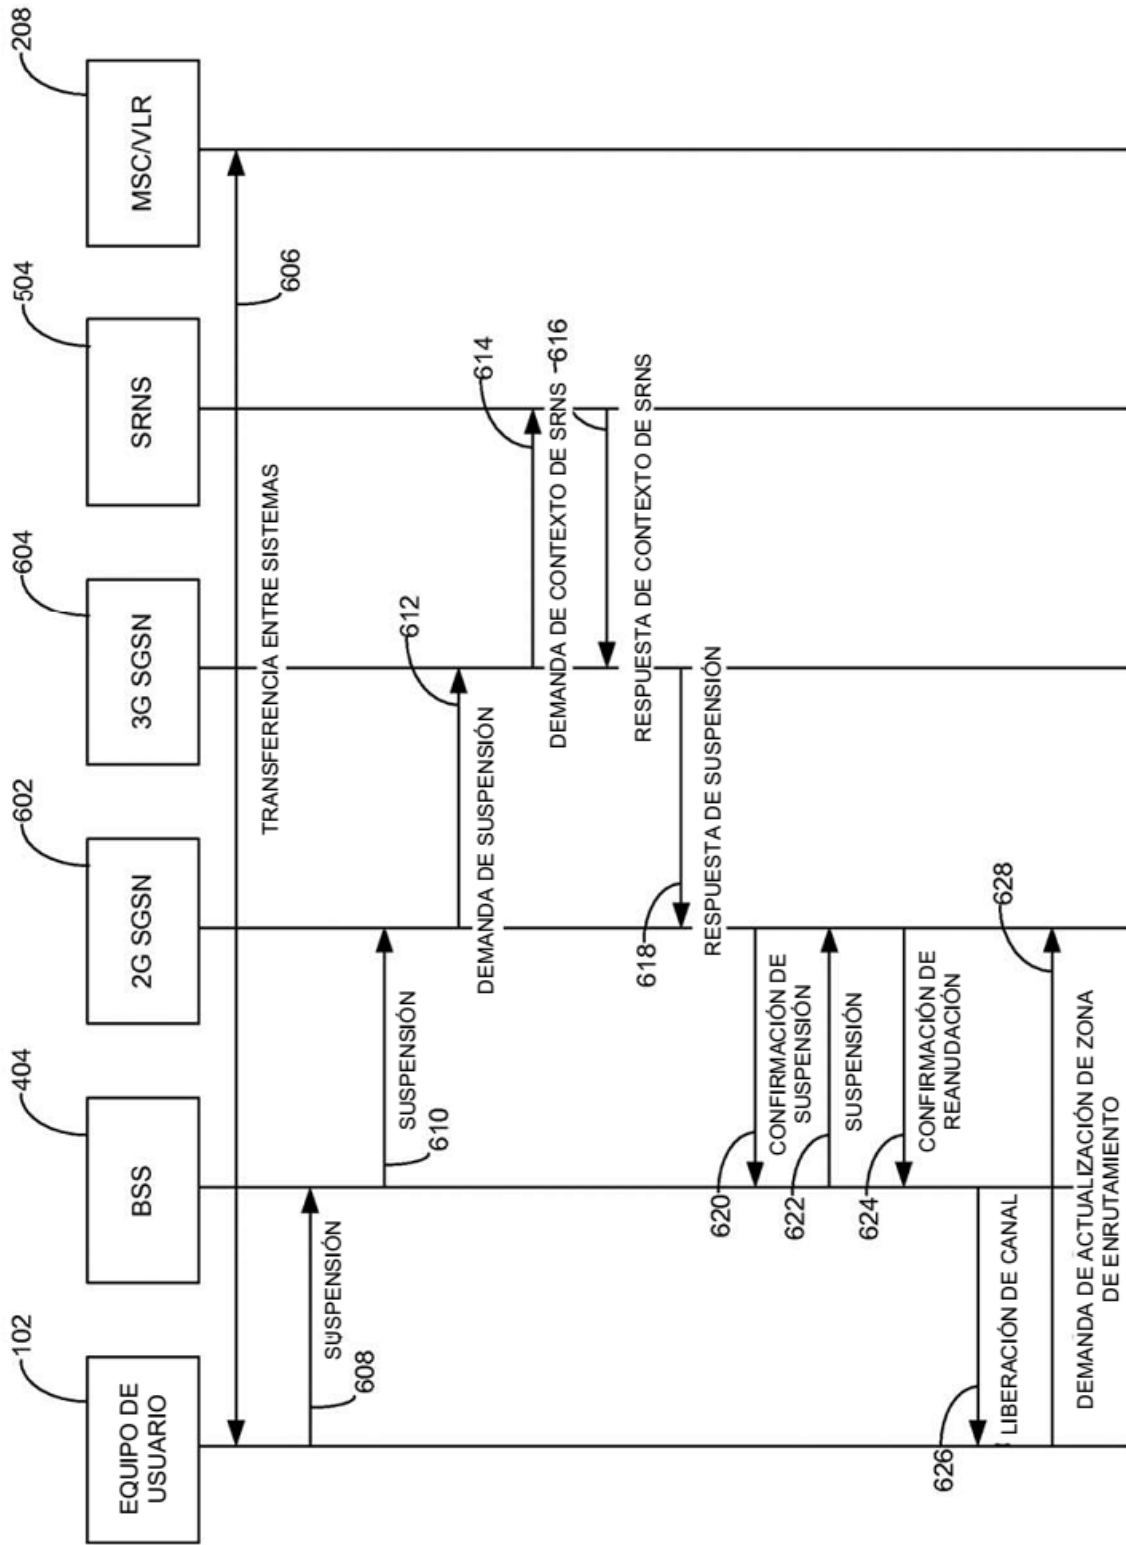 102
404
602
604
504
208
EQUIPO DE
USUARIO
BSS
2G SGSN
3G SGSN
SRNS
MSC/VLR
TRANSFERENCIA ENTRE SISTEMAS
606
SUSPENSIÓN
608
SUSPENSIÓN
610
612
DEMANDA DE SUSPENSIÓN
614
DEMANDA DE CONTEXTO DE SRNS
616
RESPUESTA DE CONTEXTO DE SRNS
618
RESPUESTA DE SUSPENSIÓN
620
CONFIRMACIÓN DE
SUSPENSIÓN
622
SUSPENSIÓN
624
CONFIRMACIÓN DE
REANUDACIÓN
626
LIBERACIÓN DE CANAL
628
DEMANDA DE ACTUALIZACIÓN DE ZONA
DE ENRUTAMIENTO